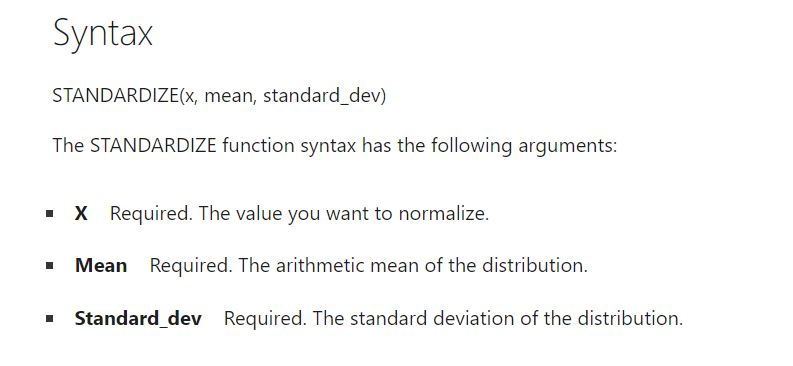 Syntax
STANDARDIZE(x, mean, standard_dev)
The STANDARDIZE function syntax has the following arguments:
▪ X Required. The value you want to normalize.
▪ Mean Required. The arithmetic mean of the distribution.
▪ Standard_dev Required. The standard deviation of the distribution.